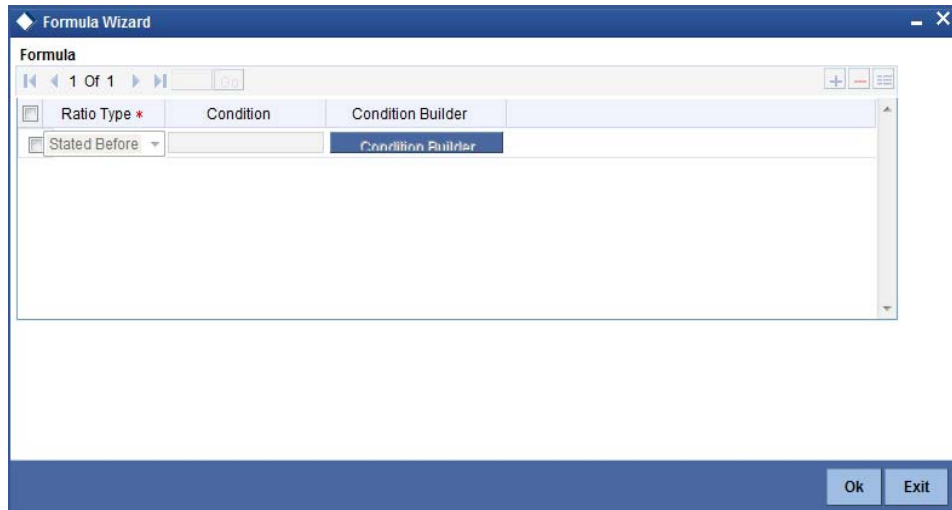 Formula Wizard
Formula
1 Of 1 Go
Ratio Type * Condition Condition Builder
Stated Before Condition Builder
Ok Exit